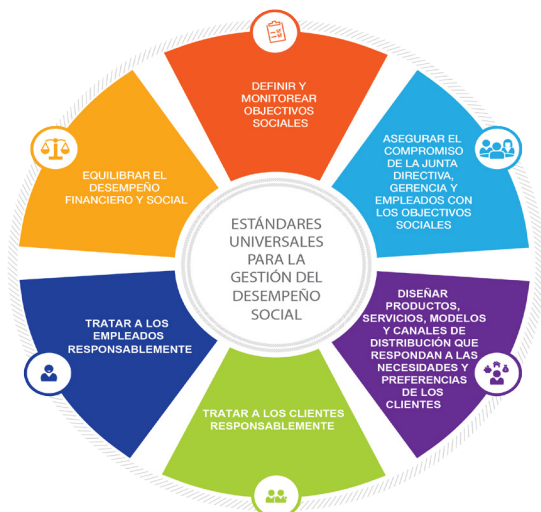 DEFINIR Y
MONITOREAR
OBJECTIVOS
SOCIALES
ASEGURAR EL
COMPROMISO
DE LA JUNTA
DIRECTIVA,
GERENCIA Y
EMPLEADOS CON
LOS OBJETIVOS
SOCIALES
DISEÑAR
PRODUCTOS,
SERVICIOS, MODELOS
Y CANALES DE
DISTRIBUCIÓN QUE
RESPONDAN A LAS
NECESIDADES Y
PREFERENCIAS
DE LOS
CLIENTES
TRATAR A LOS CLIENTES
RESPONSABLEMENTE
TRATAR A LOS
EMPLEADOS
RESPONSABLEMENTE
EQUILIBRAR EL
DESEMPEÑO
FINANCIERO Y SOCIAL
ESTÁNDARES
UNIVERSALES
PARA LA
GESTIÓN DEL
DESEMPEÑO
SOCIAL